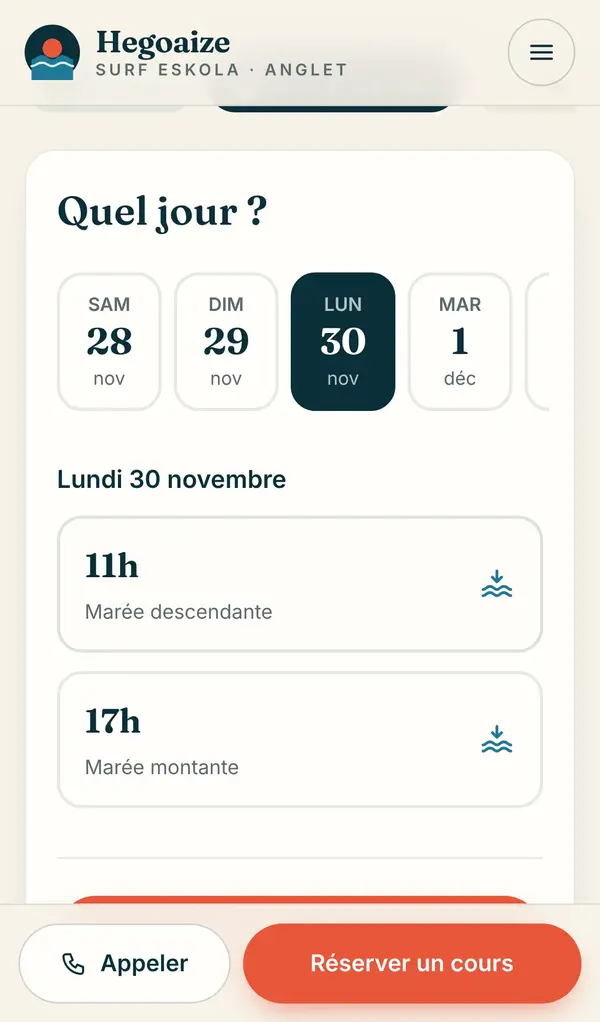 Hegoaize
SURF ESKOLA · ANGLET
Quel jour ?
SAM
28
nov
DIM
29
nov
LUN
30
nov
MAR
1
déc
Lundi 30 novembre
11h
Marée descendante
17h
Marée montante
Appeler
Réserver un cours